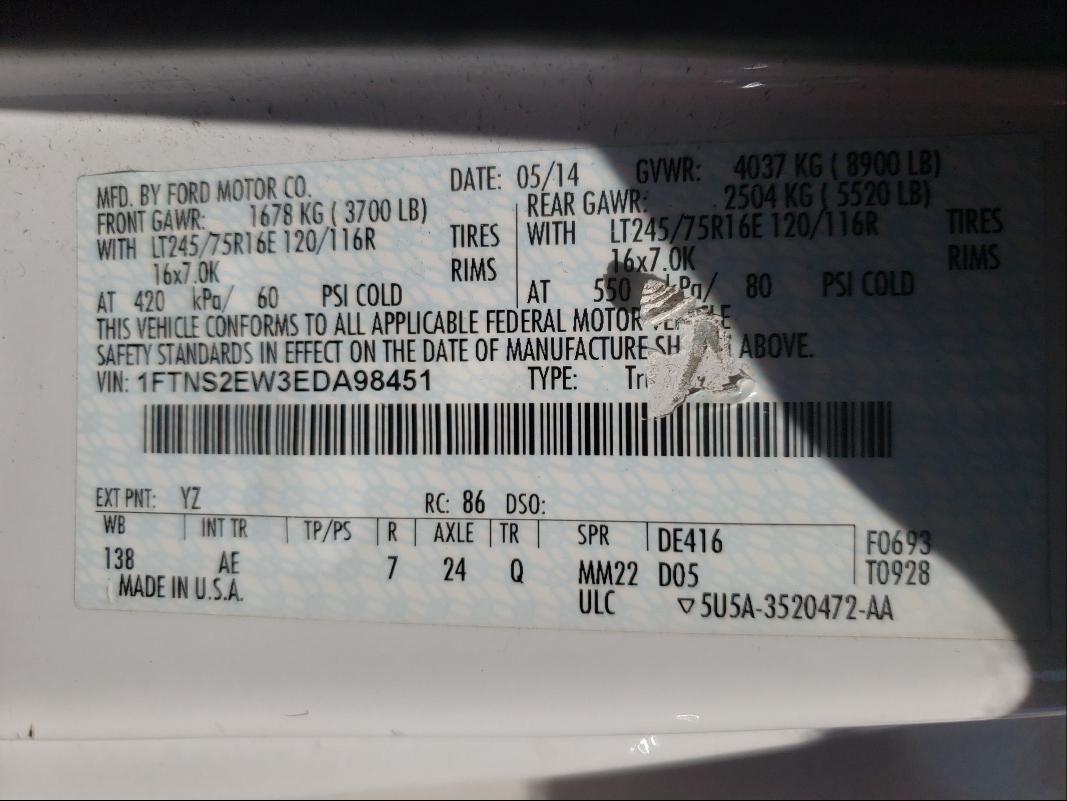 MFD. BY FORD MOTOR CO. DATE: 05/14 GVWR: 4037 KG ( 8900 LB)
FRONT GAWR: 1678 KG ( 3700 LB) REAR GAWR: 2504 KG ( 5520 LB)
WITH LT245/75R16E 120/116R TIRES WITH LT245/75R16E 120/116R TIRES
16x7.0K RIMS 16x7.0K RIMS
AT 420 kPa/ 60 PSI COLD AT 550 kPa/ 80 PSI COLD
THIS VEHICLE CONFORMS TO ALL APPLICABLE FEDERAL MOTOR
SAFETY STANDARDS IN EFFECT ON THE DATE OF MANUFACTURE ABOVE.
VIN: 1FTNS2EW3EDA98451 TYPE:
EXT PNT: YZ RC: 86 DSO:
WB INT TR TP/PS R AXLE TR SPR DE416 F0693
138 AE 7 24 Q MM22 D05 T0928
MADE IN U.S.A. ULC ▽5U5A-3520472-AA